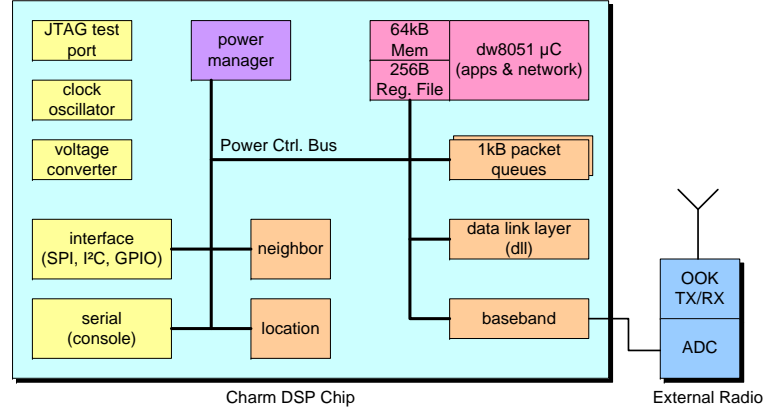 JTAG test
port
power
manager
64kB
Mem
256B
Reg. File
dw8051 µC
(apps & network)
clock
oscillator
voltage
converter
Power Ctrl. Bus
1kB packet
queues
interface
(SPI, I²C, GPIO)
neighbor
data link layer
(dll)
serial
(console)
location
baseband
OOK
TX/RX
ADC
Charm DSP Chip
External Radio